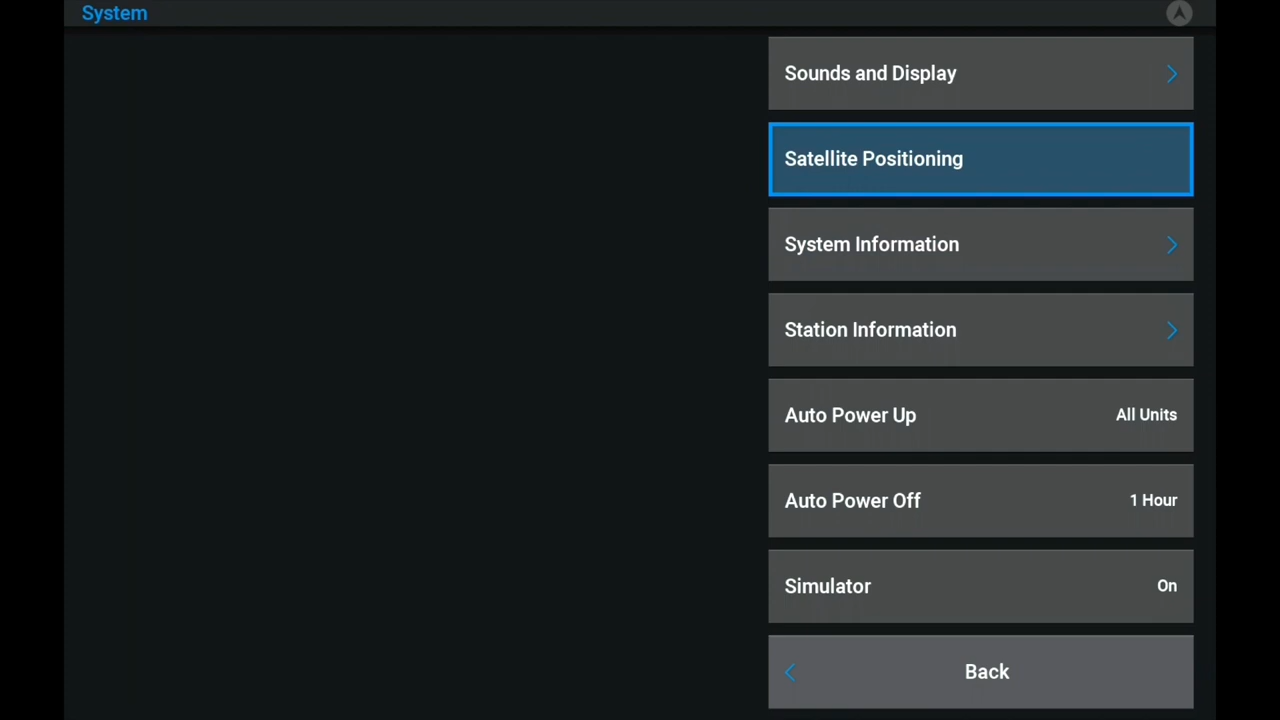 System
Sounds and Display
Satellite Positioning
System Information
Station Information
Auto Power Up All Units
Auto Power Off 1 Hour
Simulator On
Back